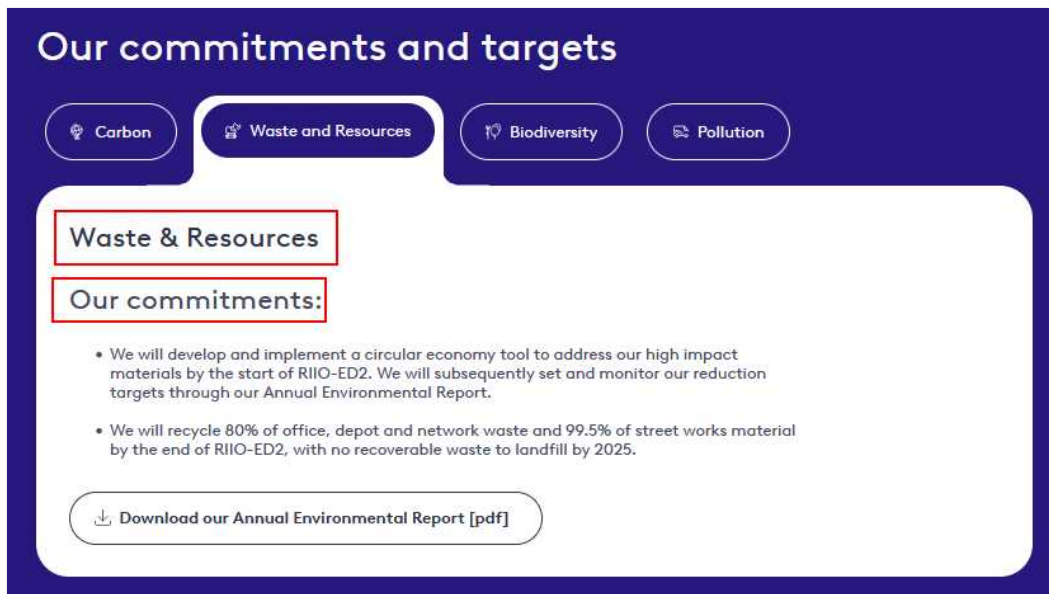 Our commitments and targets
Carbon
Waste and Resources
Biodiversity
Pollution
Waste & Resources
Our commitments:
• We will develop and implement a circular economy tool to address our high impact
materials by the start of RIIO-ED2. We will subsequently set and monitor our reduction
targets through our Annual Environmental Report.
• We will recycle 80% of office, depot and network waste and 99.5% of street works material
by the end of RIIO-ED2, with no recoverable waste to landfill by 2025.
Download our Annual Environmental Report [pdf]